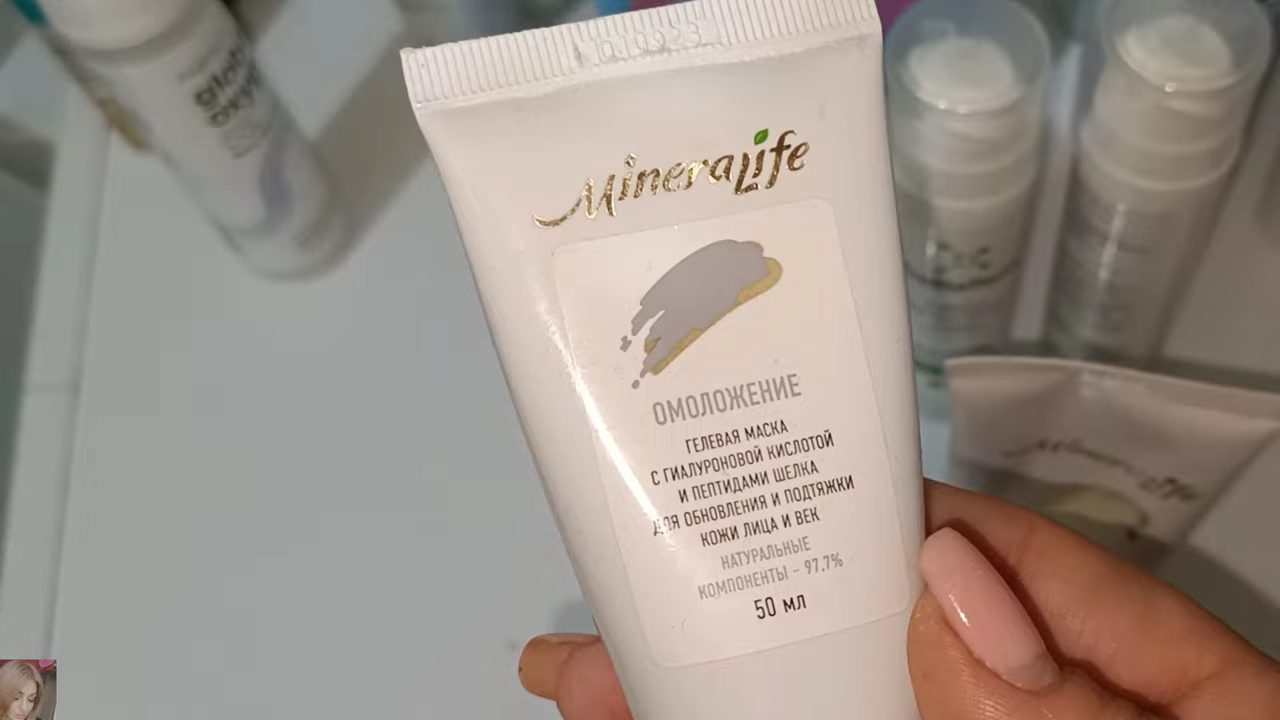 MineraLife
ОМОЛОЖЕНИЕ
ГЕЛЕВАЯ МАСКА
С ГИАЛУРОНОВОЙ КИСЛОТОЙ
И ПЕПТИДАМИ ШЕЛКА
ДЛЯ ОБНОВЛЕНИЯ И ПОДТЯЖКИ
КОЖИ ЛИЦА И ВЕК
НАТУРАЛЬНЫЕ
КОМПОНЕНТЫ – 97,7%
50 мл
MineraLife